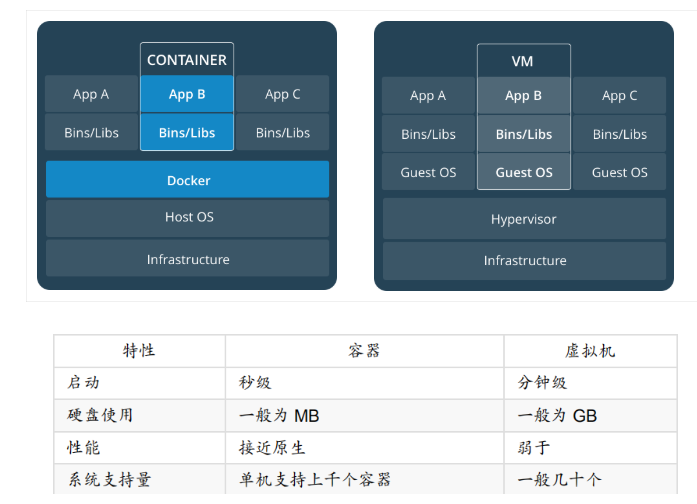 CONTAINER
App A App B App C
Bins/Libs Bins/Libs Bins/Libs
Docker
Host OS
Infrastructure
VM
App A App B App C
Bins/Libs Bins/Libs Bins/Libs
Guest OS Guest OS Guest OS
Hypervisor
Infrastructure
特性 容器 虚拟机
启动 秒级 分钟级
硬盘使用 一般为 MB 一般为 GB
性能 接近原生 弱于
系统支持量 单机支持上千个容器 一般几十个